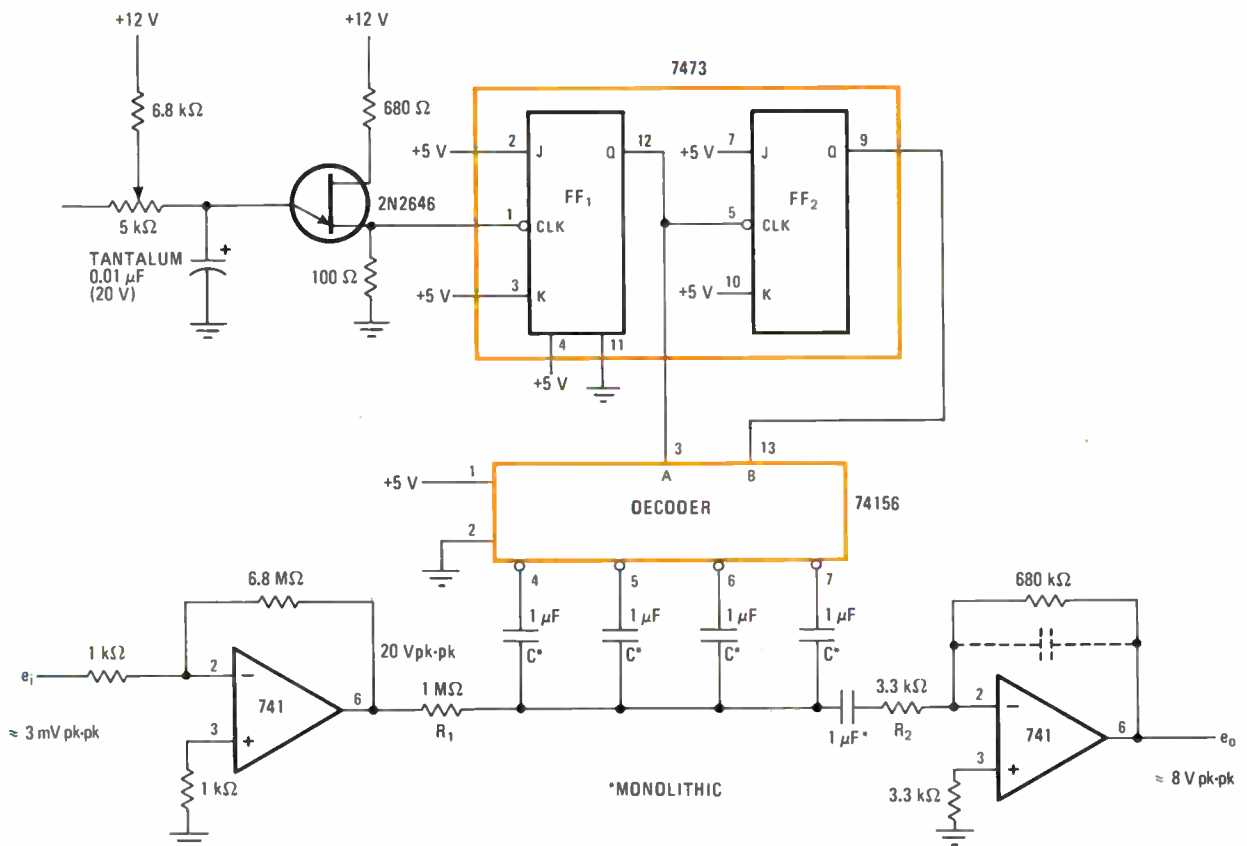 +12 V
+12 V
7473
6.8 kΩ
680 Ω
+5 V
2
J
Q
12
+5 V
7
J
Q
9
2N2646
FF1
FF2
5 kΩ
1
CLK
5
CLK
TANTALUM
0.01 μF
(20 V)
+
100 Ω
+5 V
3
K
+5 V
10
K
4
11
+5 V
3
13
+5 V
1
A
B
DECODER
74156
2
4
5
6
7
6.8 MΩ
680 kΩ
1 μF
1 μF
1 μF
1 μF
C*
C*
C*
C*
1 kΩ
20 V pk-pk
ei
2
−
741
6
1 MΩ
R1
3.3 kΩ
R2
2
−
741
6
eo
≈ 3 mV pk-pk
3
+
1 μF*
3
+
≈ 8 V pk-pk
1 kΩ
*MONOLITHIC
3.3 kΩ